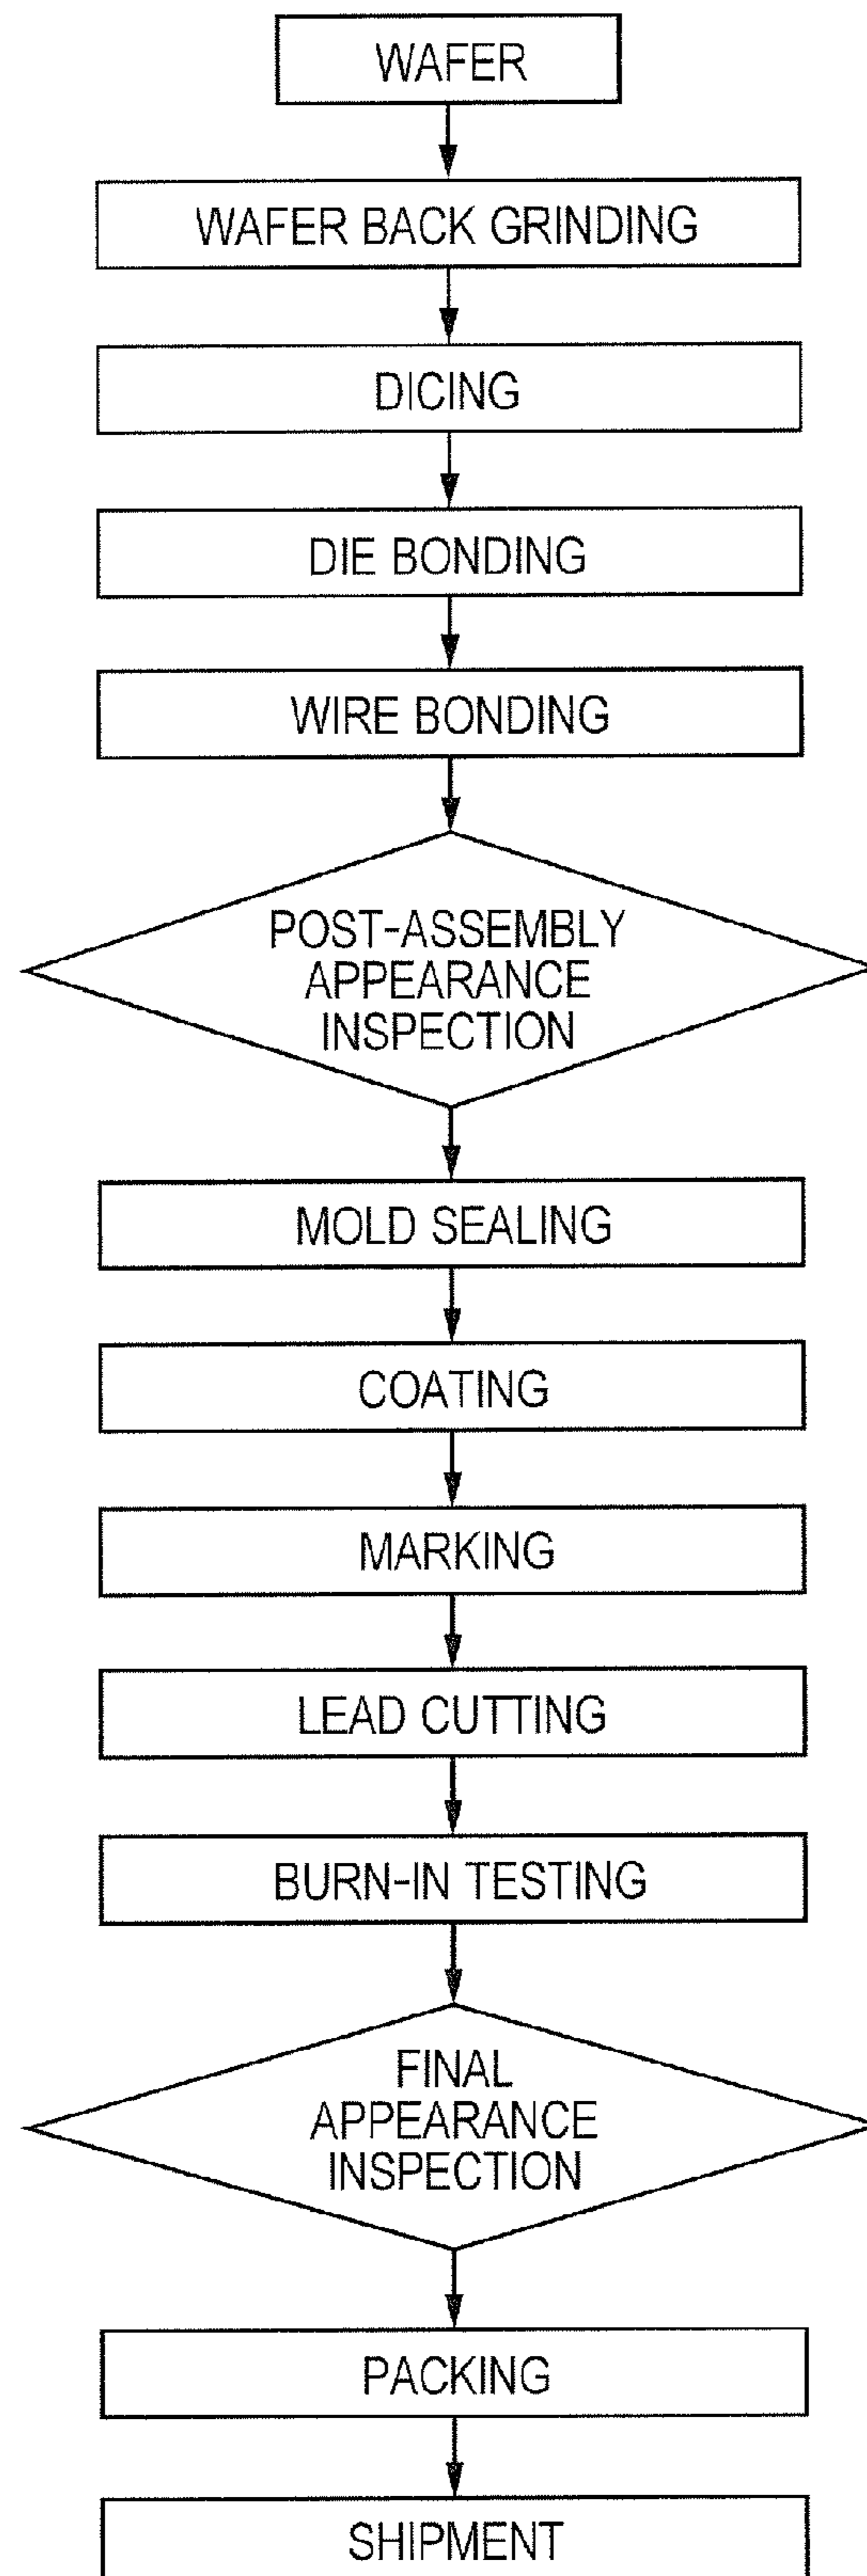 WAFER
WAFER BACK GRINDING
DICING
DIE BONDING
WIRE BONDING
POST-ASSEMBLY
APPEARANCE
INSPECTION
MOLD SEALING
COATING
MARKING
LEAD CUTTING
BURN-IN TESTING
FINAL
APPEARANCE
INSPECTION
PACKING
SHIPMENT